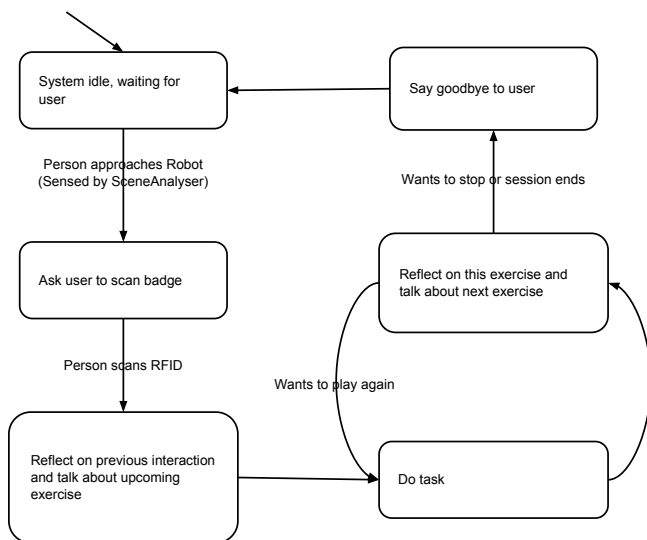 System idle, waiting for
user
Say goodbye to user
Person approaches Robot
(Sensed by SceneAnalyser)
Wants to stop or session ends
Ask user to scan badge
Reflect on this exercise and
talk about next exercise
Person scans RFID
Wants to play again
Reflect on previous interaction
and talk about upcoming
exercise
Do task